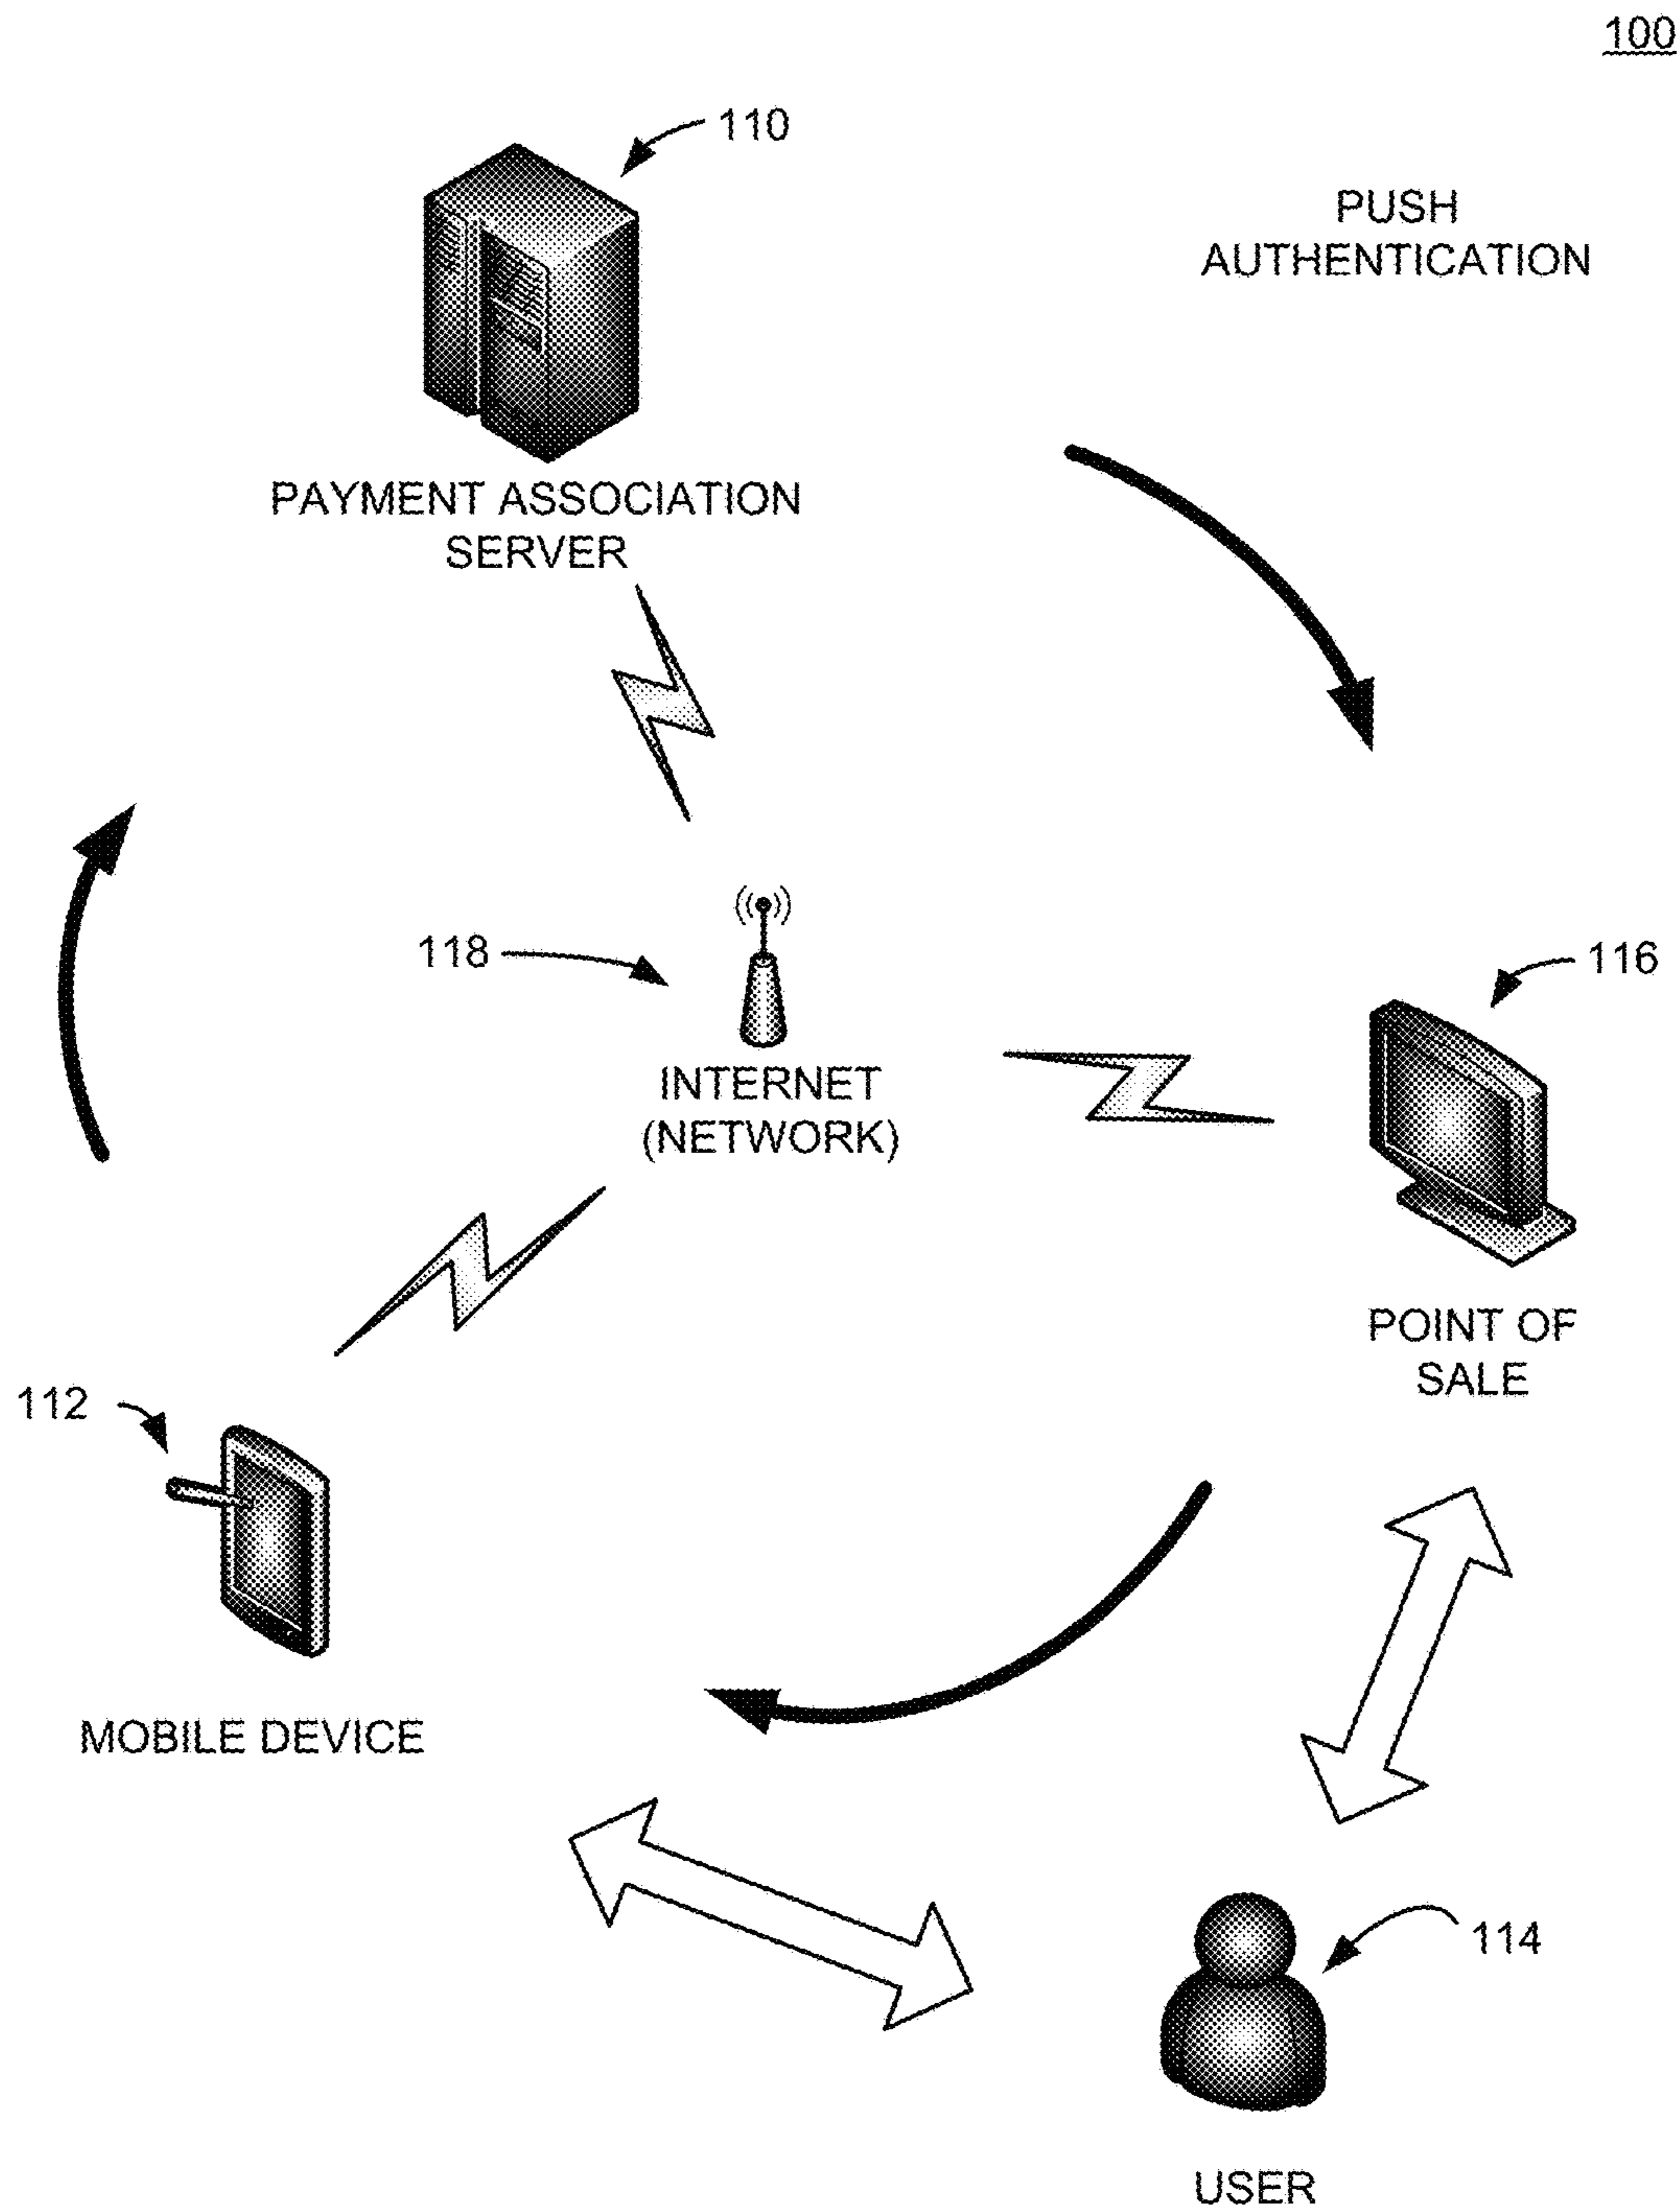 100
110
PUSH
AUTHENTICATION
PAYMENT ASSOCIATION
SERVER
118
116
INTERNET
(NETWORK)
POINT OF
SALE
112
MOBILE DEVICE
114
USER